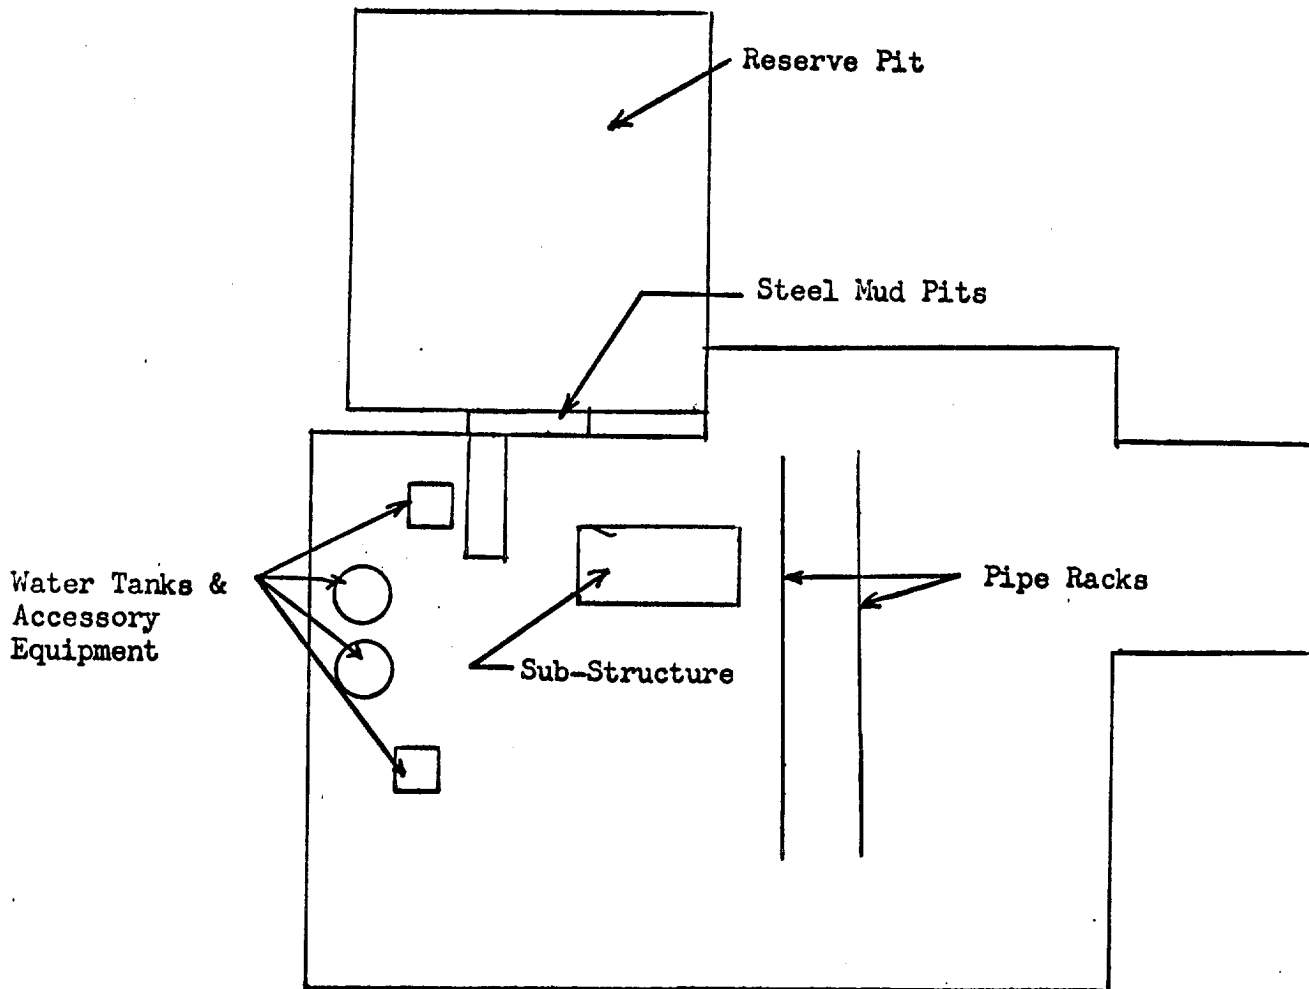 Reserve Pit
Steel Mud Pits
Water Tanks &
Accessory
Equipment
Pipe Racks
Sub-Structure